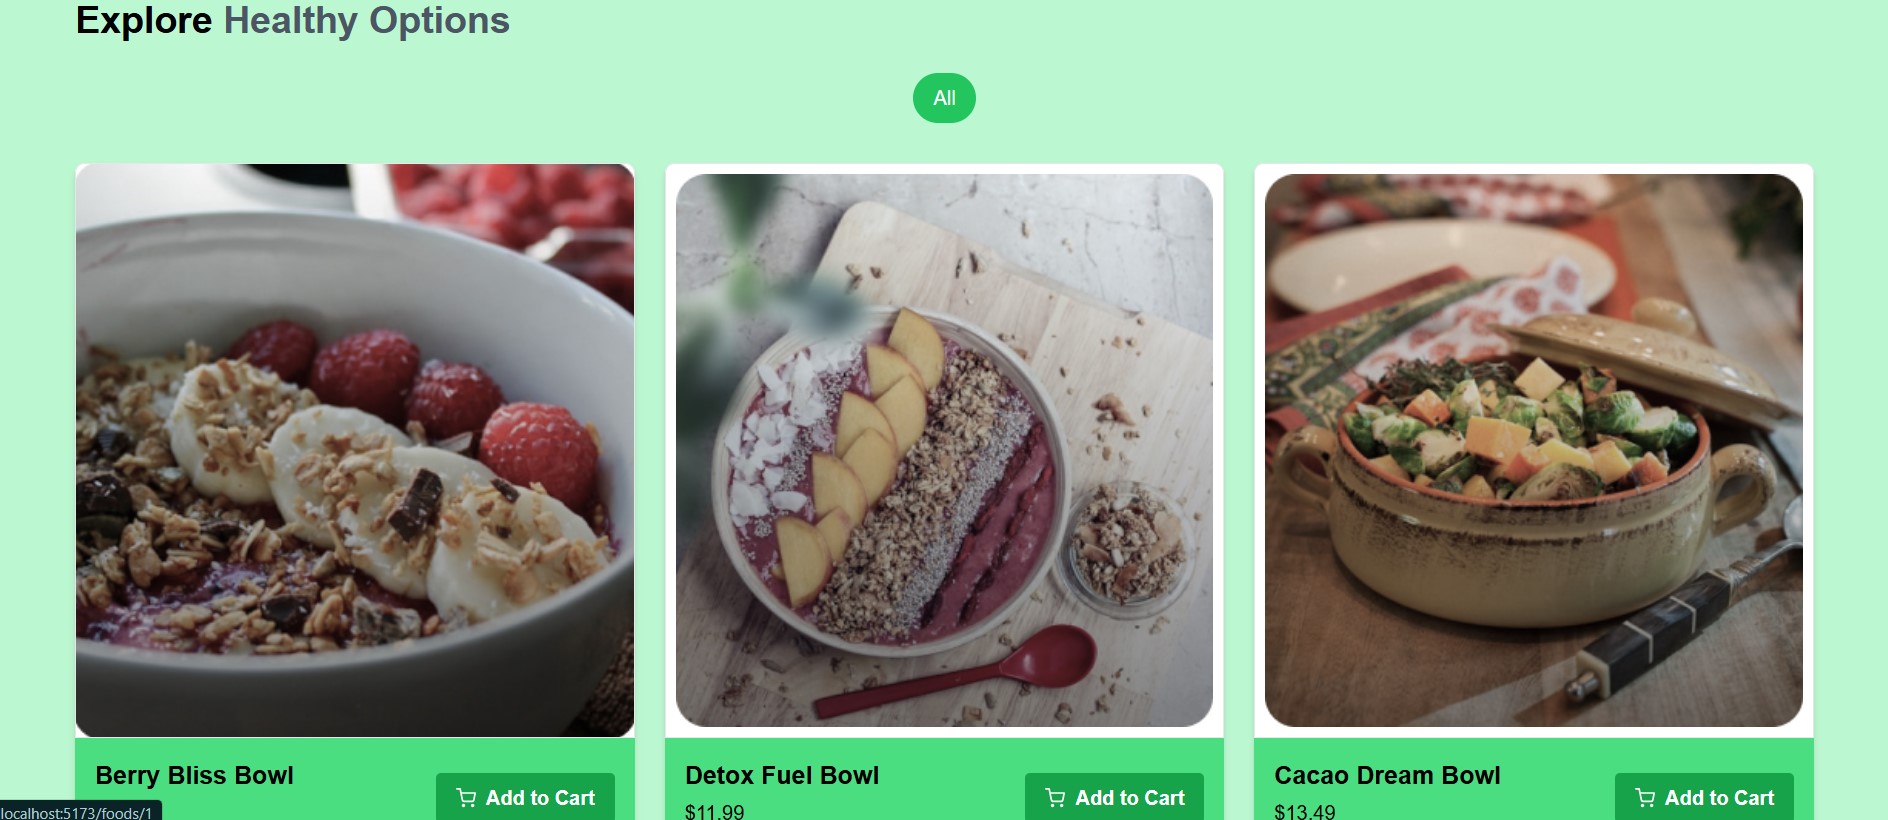 Explore Healthy Options
All
Berry Bliss Bowl
Add to Cart
Detox Fuel Bowl
$11.99
Add to Cart
Cacao Dream Bowl
$13.49
Add to Cart
localhost:5173/foods/1